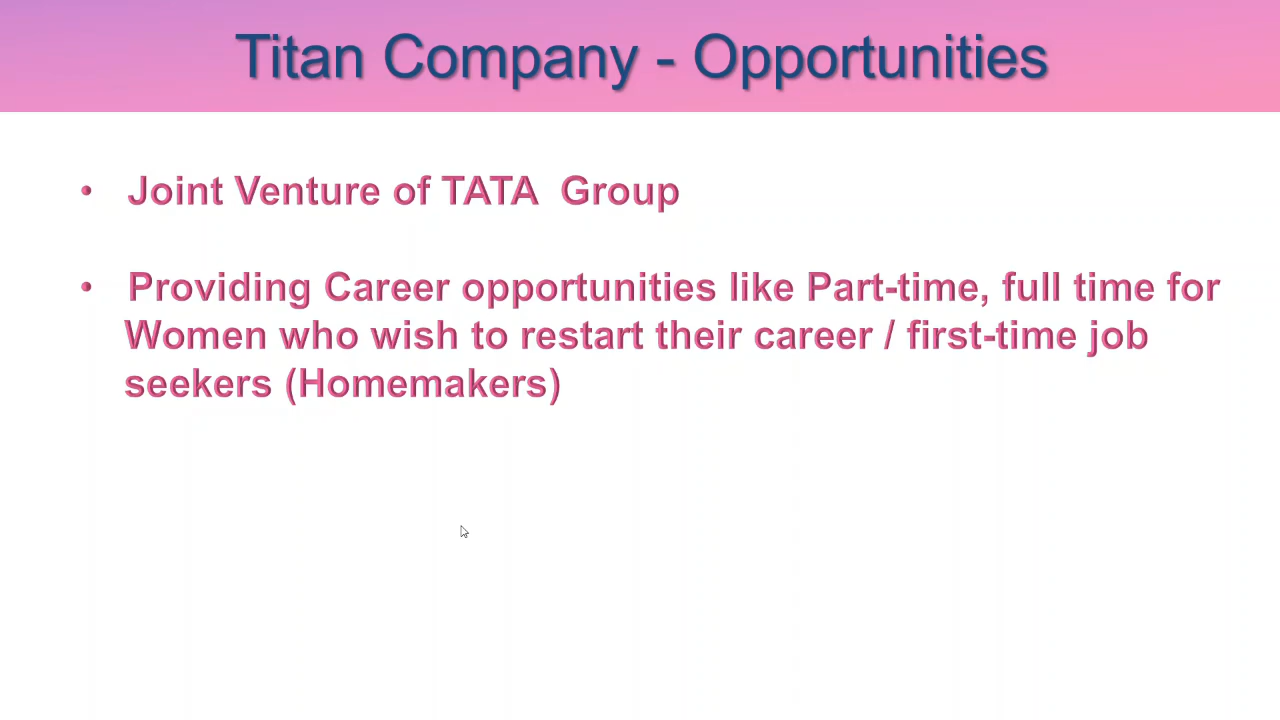 Titan Company - Opportunities
• Joint Venture of TATA  Group
• Providing Career opportunities like Part-time, full time for
Women who wish to restart their career / first-time job
seekers (Homemakers)